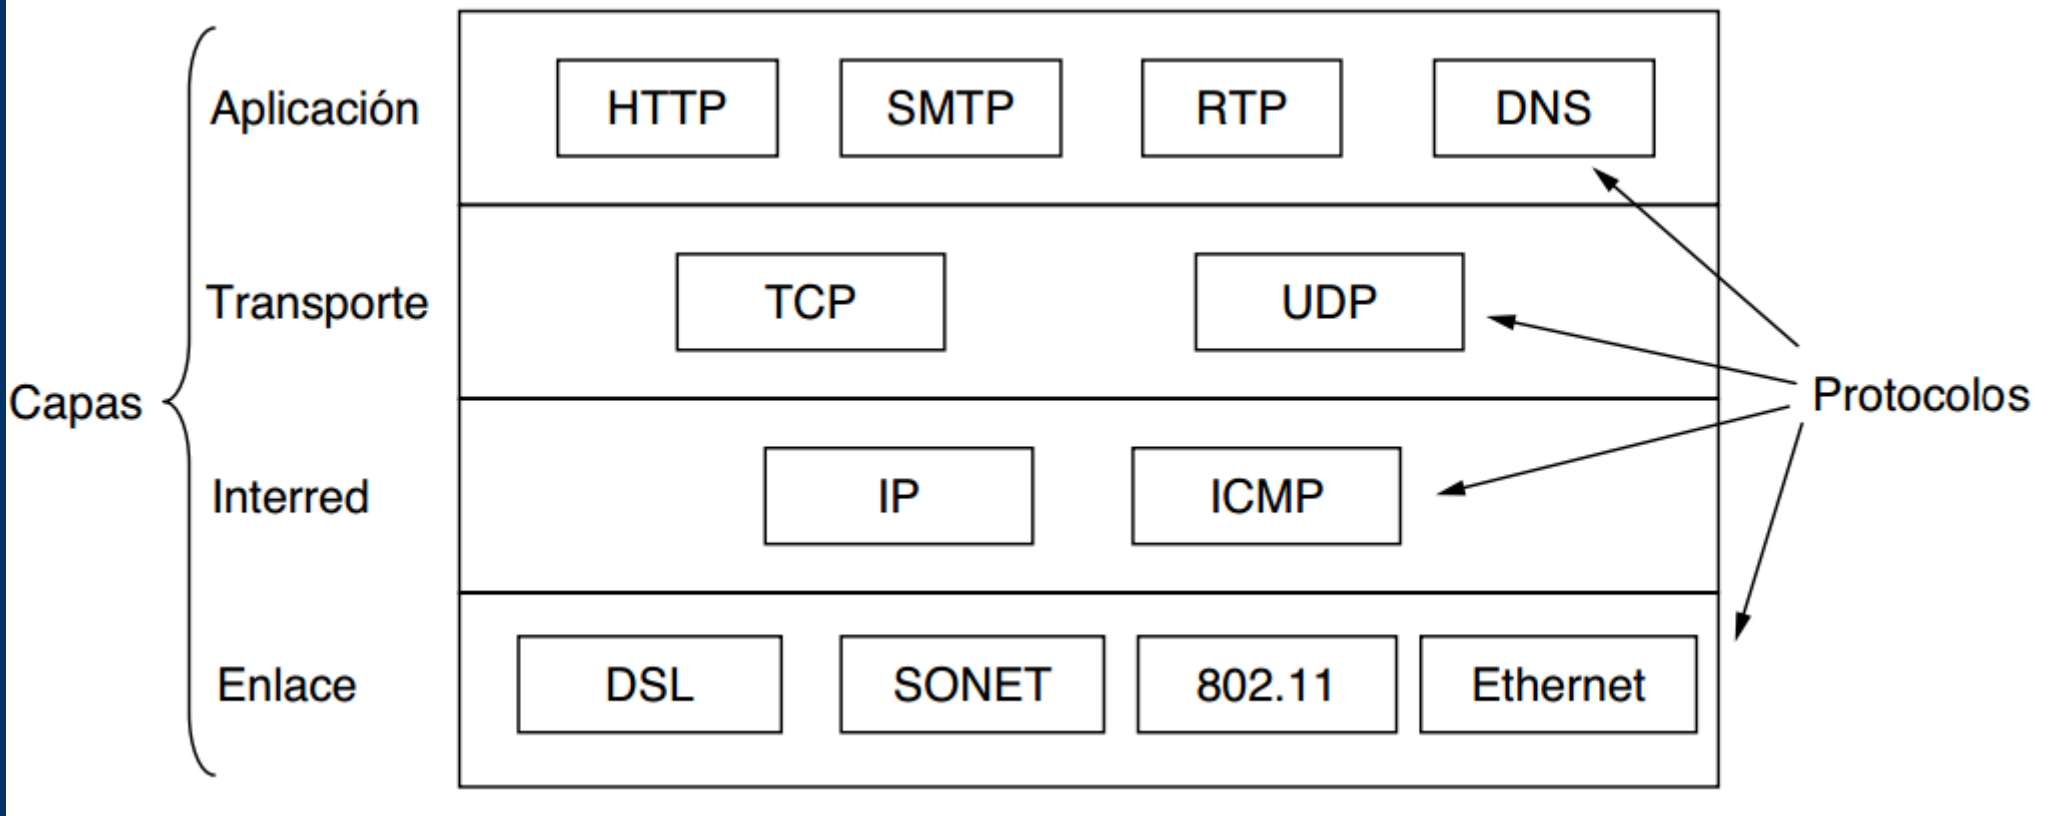 Aplicación
HTTP
SMTP
RTP
DNS
Transporte
TCP
UDP
Capas
Protocolos
Interred
IP
ICMP
Enlace
DSL
SONET
802.11
Ethernet